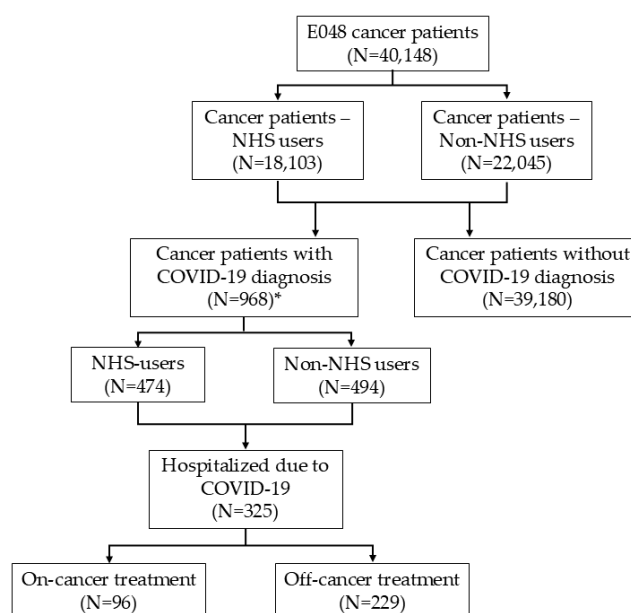 E048 cancer patients
(N=40,148)
Cancer patients –
NHS users
(N=18,103)
Cancer patients –
Non-NHS users
(N=22,045)
Cancer patients with
COVID-19 diagnosis
(N=968)*
Cancer patients without
COVID-19 diagnosis
(N=39,180)
NHS-users
(N=474)
Non-NHS users
(N=494)
Hospitalized due to
COVID-19
(N=325)
On-cancer treatment
(N=96)
Off-cancer treatment
(N=229)